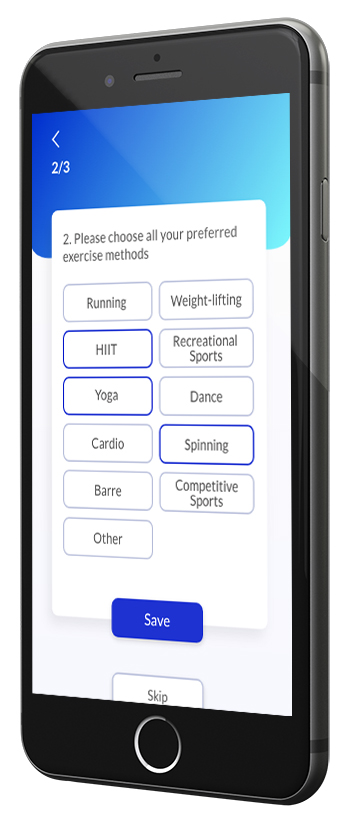 2/3
2. Please choose all your preferred
exercise methods
Running
Weight-lifting
HIIT
Recreational
Sports
Yoga
Dance
Cardio
Spinning
Barre
Competitive
Sports
Other
Save
Skip